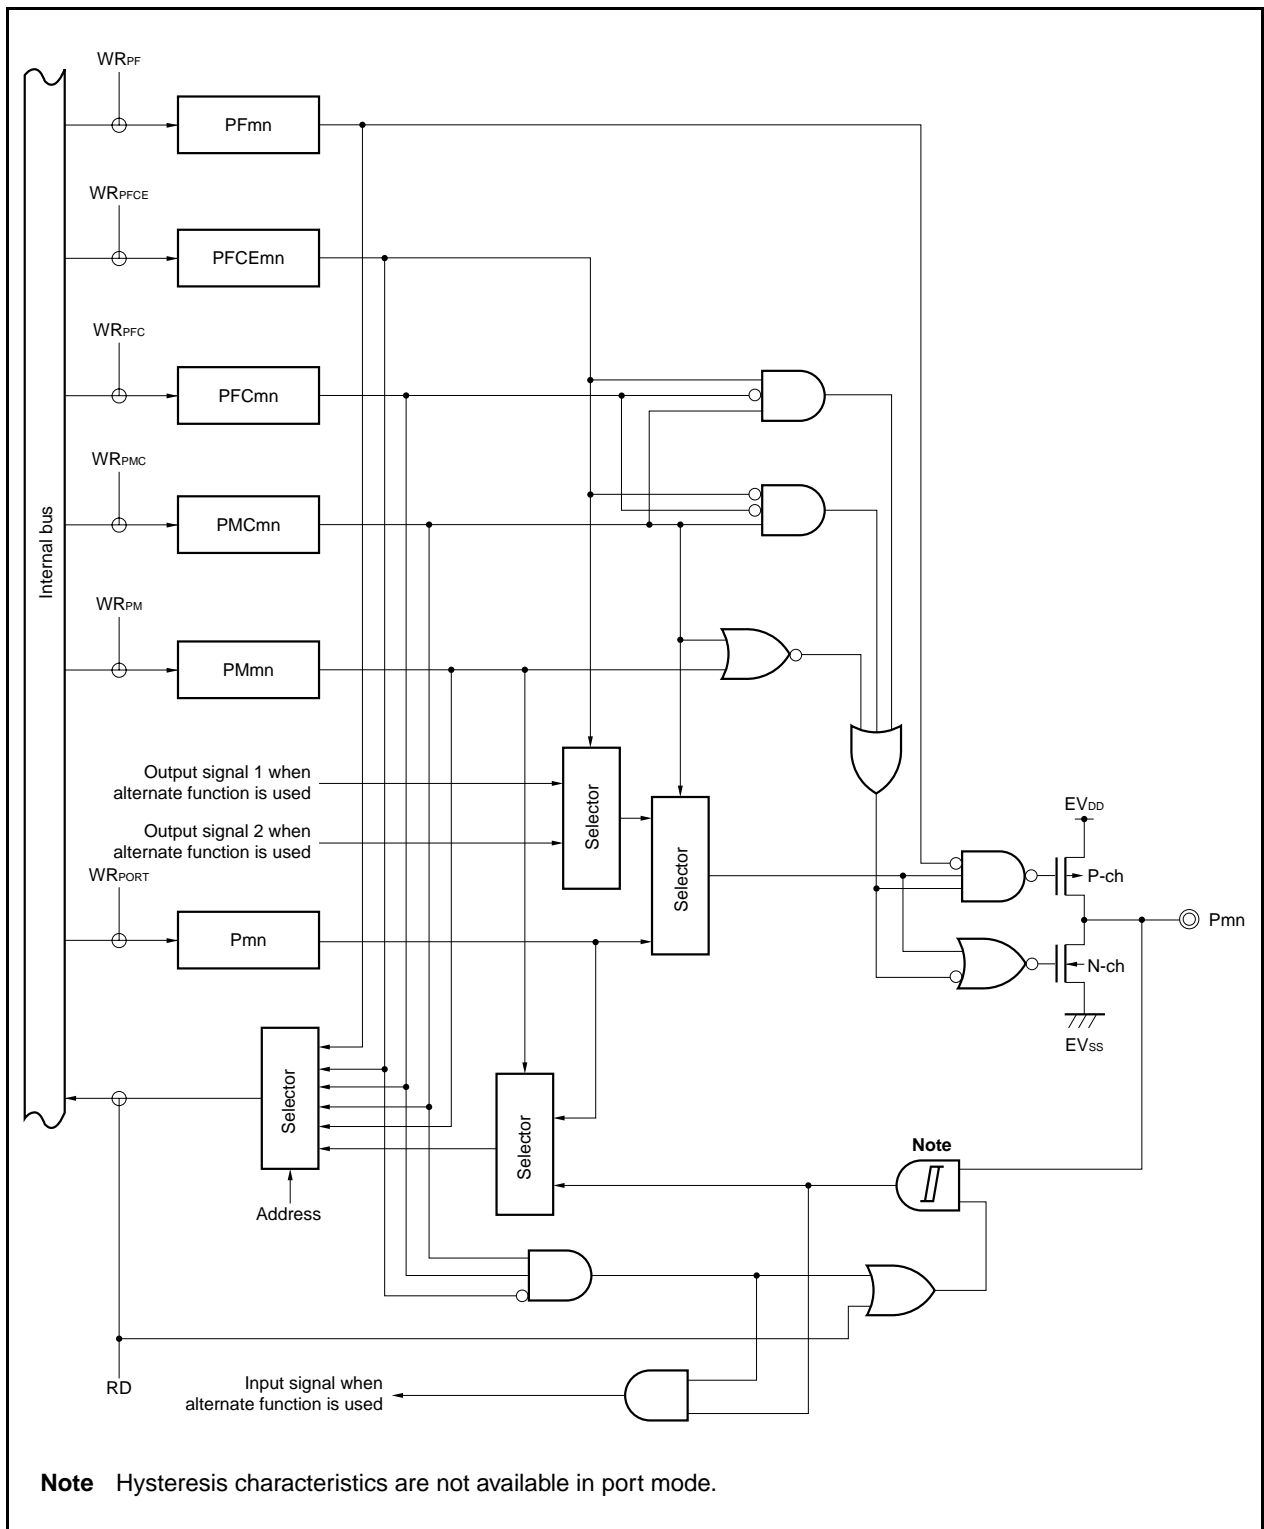 WRPF
PFmn
WRPFCE
PFCEmn
WRPFC
PFCmn
WRPMC
PMCmn
Internal bus
WRPM
PMmn
Output signal 1 when
alternate function is used
Output signal 2 when
alternate function is used
Selector
Selector
WRPORT
Pmn
EVDD
P-ch
Pmn
N-ch
EVSS
Selector
Selector
Address
Note
RD
Input signal when
alternate function is used
Note Hysteresis characteristics are not available in port mode.